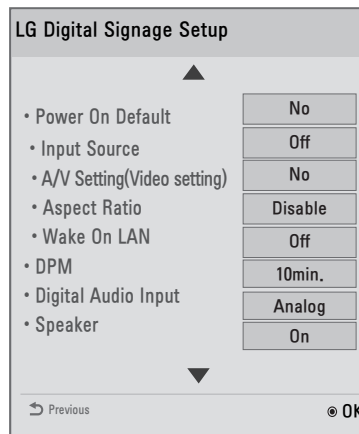 LG Digital Signage Setup
• Power On Default No
• Input Source Off
• A/V Setting(Video setting) No
• Aspect Ratio Disable
• Wake On LAN Off
• DPM 10min.
• Digital Audio Input Analog
• Speaker On
Previous OK